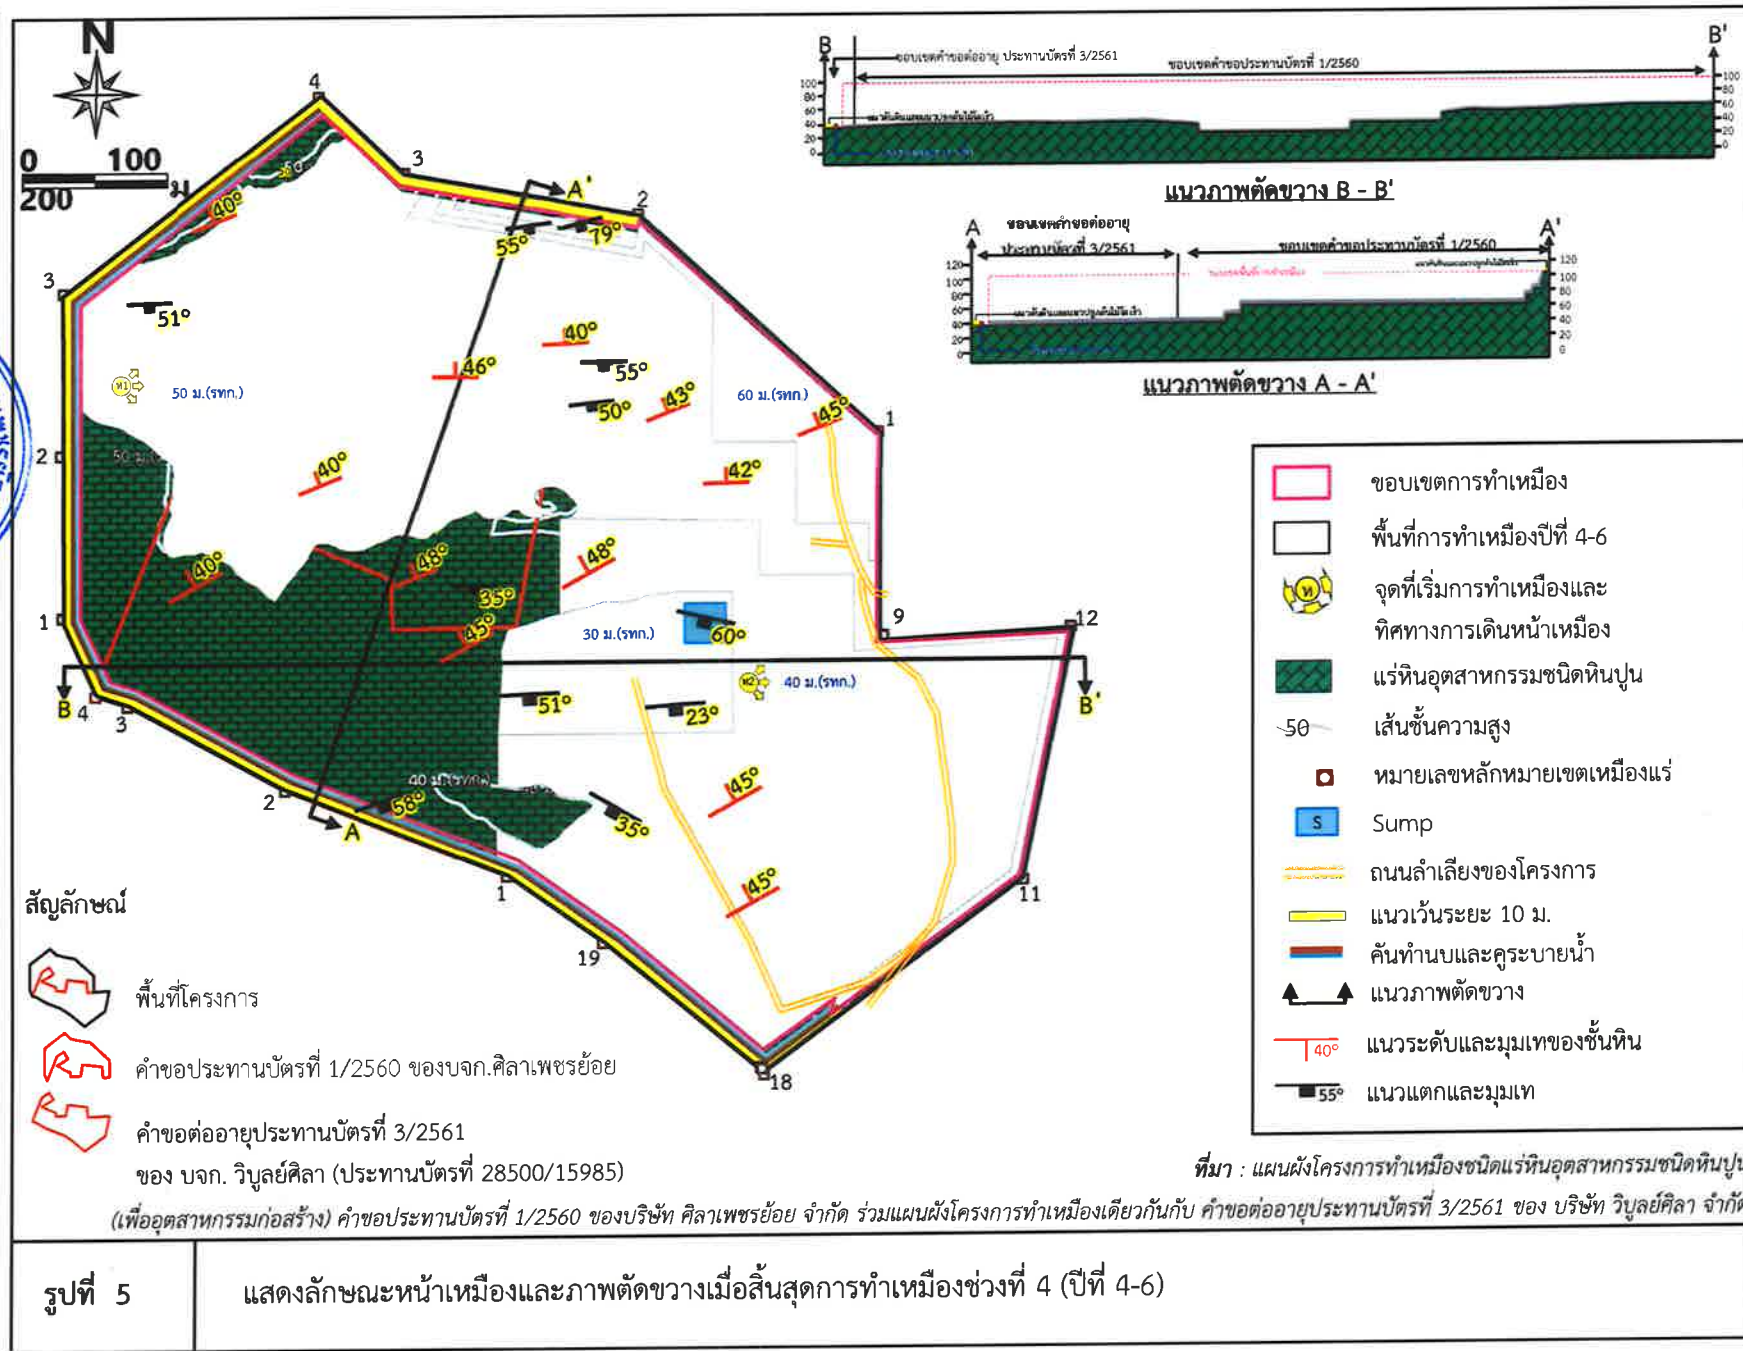 N
0 100
200 ม
4
3
2
3
2
1
4
3
2
1
19
18
11
12
9
1
A'
A
B
B'
40°
55°
79°
51°
46°
40°
55°
50°
43°
45°
40°
42°
40°
48°
35°
45°
48°
60°
51°
23°
58°
35°
45°
45°
ท1
50 ม.(รทก.)
60 ม.(รทก.)
50 ม.
30 ม.(รทก.)
ท2
40 ม.(รทก.)
40 ม.(รทก.)
B B'
ขอบเขตคำขอต่ออายุ ประทานบัตรที่ 3/2561
ขอบเขตคำขอประทานบัตรที่ 1/2560
100
80
60
40
20
0
100
80
60
40
20
0
แนวภาพตัดขวาง B - B'
A A'
ขอบเขตคำขอต่ออายุ
ประทานบัตรที่ 3/2561
ขอบเขตคำขอประทานบัตรที่ 1/2560
120
100
80
60
40
20
0
120
100
80
60
40
20
0
แนวภาพตัดขวาง A - A'
ขอบเขตการทำเหมือง
พื้นที่การทำเหมืองปีที่ 4-6
ท จุดที่เริ่มการทำเหมืองและ
ทิศทางการเดินหน้าเหมือง
แร่หินอุตสาหกรรมชนิดหินปูน
50 เส้นชั้นความสูง
หมายเลขหลักหมายเขตเหมืองแร่
S Sump
ถนนลำเลียงของโครงการ
แนวเว้นระยะ 10 ม.
คันทำนบและคูระบายน้ำ
แนวภาพตัดขวาง
40° แนวระดับและมุมเทของชั้นหิน
55° แนวแตกและมุมเท
สัญลักษณ์
พื้นที่โครงการ
คำขอประทานบัตรที่ 1/2560 ของบจก.ศิลาเพชรย้อย
คำขอต่ออายุประทานบัตรที่ 3/2561
ของ บจก. วิบูลย์ศิลา (ประทานบัตรที่ 28500/15985)
ที่มา : แผนผังโครงการทำเหมืองชนิดแร่หินอุตสาหกรรมชนิดหินปูน
(เพื่ออุตสาหกรรมก่อสร้าง) คำขอประทานบัตรที่ 1/2560 ของบริษัท ศิลาเพชรย้อย จำกัด ร่วมแผนผังโครงการทำเหมืองเดียวกันกับ คำขอต่ออายุประทานบัตรที่ 3/2561 ของ บริษัท วิบูลย์ศิลา จำกัด
รูปที่ 5
แสดงลักษณะหน้าเหมืองและภาพตัดขวางเมื่อสิ้นสุดการทำเหมืองช่วงที่ 4 (ปีที่ 4-6)